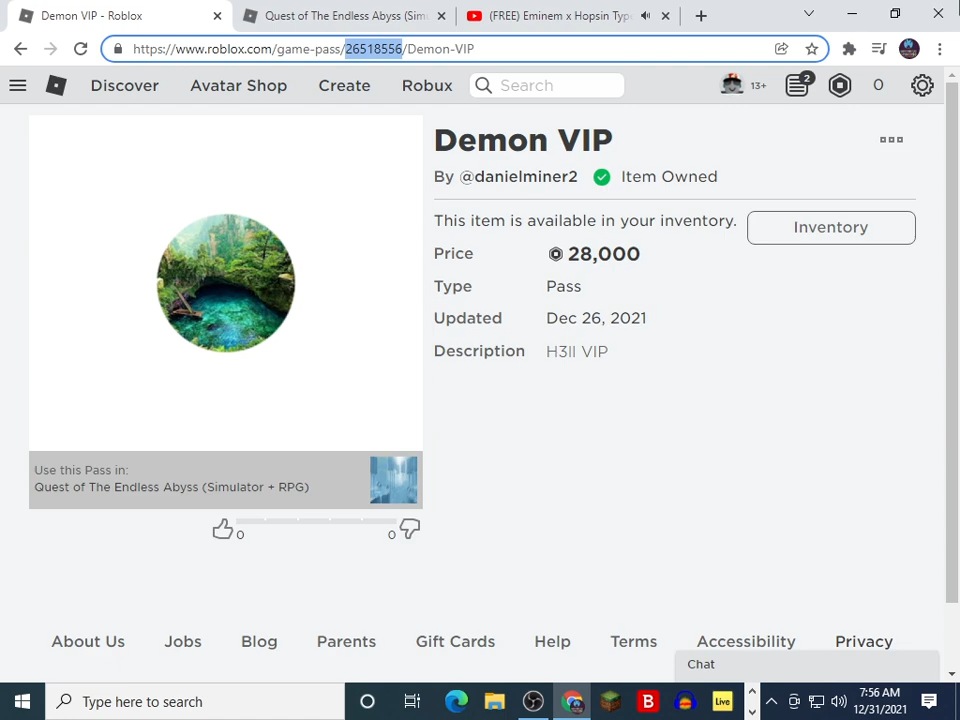 Demon VIP - Roblox
Quest of The Endless Abyss (Sim
(FREE) Eminem x Hopsin Type
https://www.roblox.com/game-pass/26518556/Demon-VIP
Discover
Avatar Shop
Create
Robux
Search
13+
2
0
Demon VIP
By @danielminer2
Item Owned
This item is available in your inventory.
Inventory
Price
28,000
Type
Pass
Updated
Dec 26, 2021
Description
H3ll VIP
Use this Pass in:
Quest of The Endless Abyss (Simulator + RPG)
0
0
About Us
Jobs
Blog
Parents
Gift Cards
Help
Terms
Accessibility
Privacy
Chat
Type here to search
B
Live
7:56 AM
12/31/2021